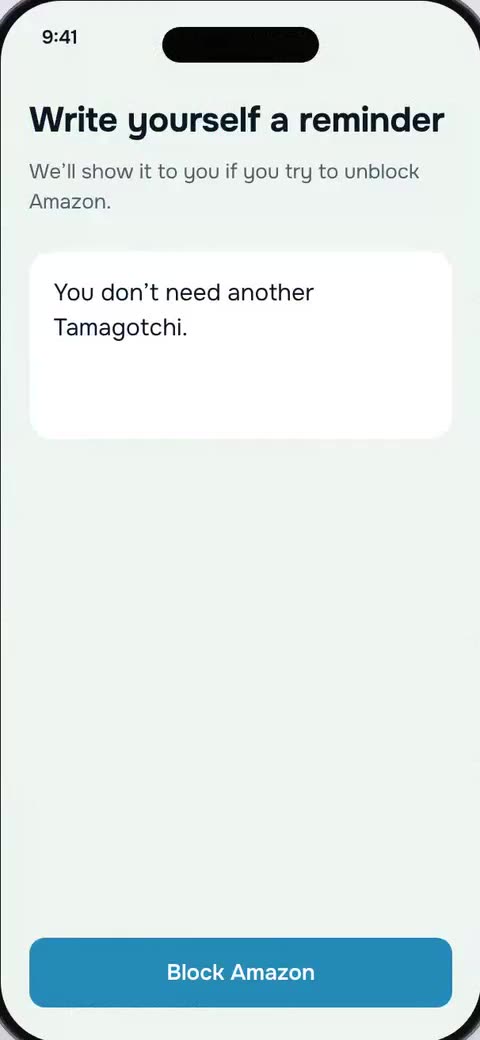 9:41
Write yourself a reminder
We’ll show it to you if you try to unblock
Amazon.
You don’t need another
Tamagotchi.
Block Amazon